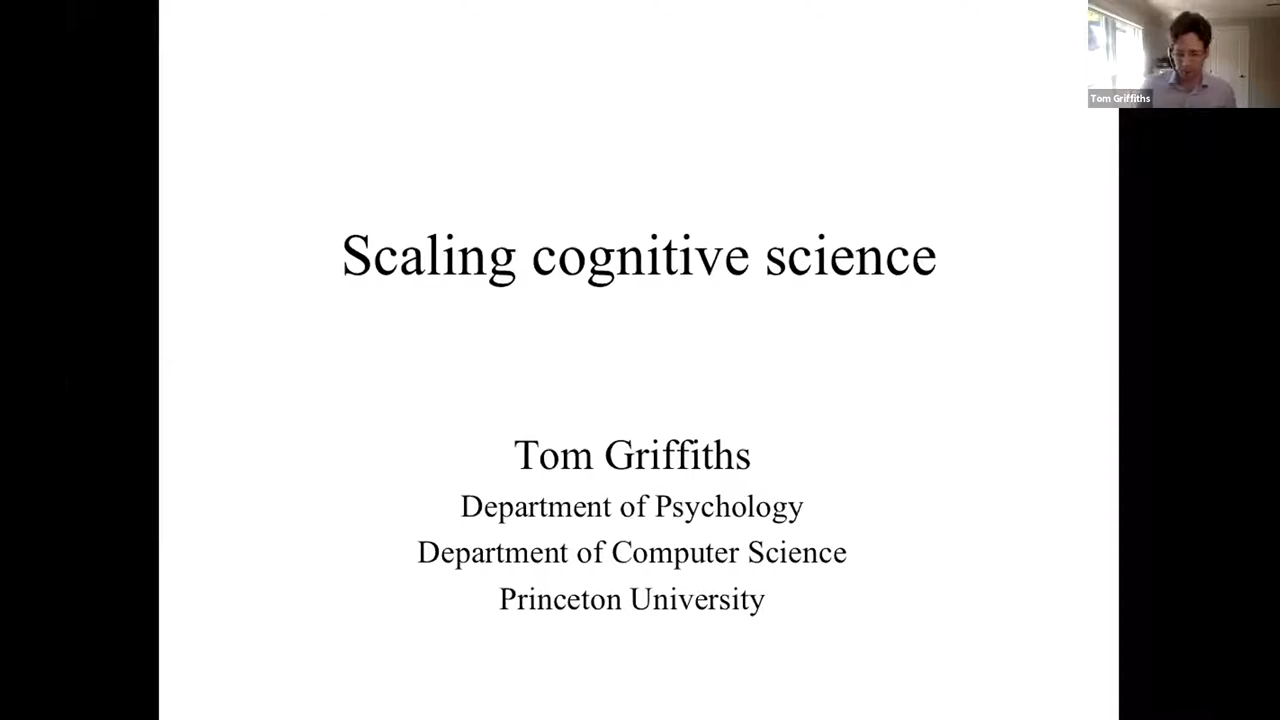 Scaling cognitive science
Tom Griffiths
Department of Psychology
Department of Computer Science
Princeton University
Tom Griffiths